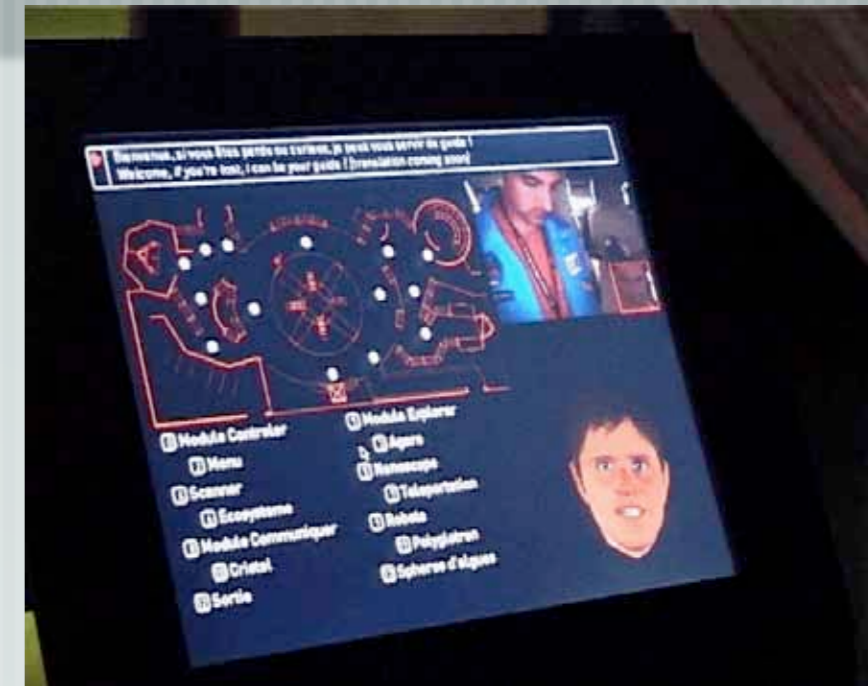 Bienvenue, si vous êtes perdu ou curieux, je peux vous servir de guide !
Welcome, if you're lost, I can be your guide ! [translation coming soon]
Module Controler
Menu
Scanner
Ecosysteme
Module Communiquer
Cristal
Sortie
Module Explorer
Agora
Nanoscope
Teleportation
Robots
Polyglotron
Spheres d'algues